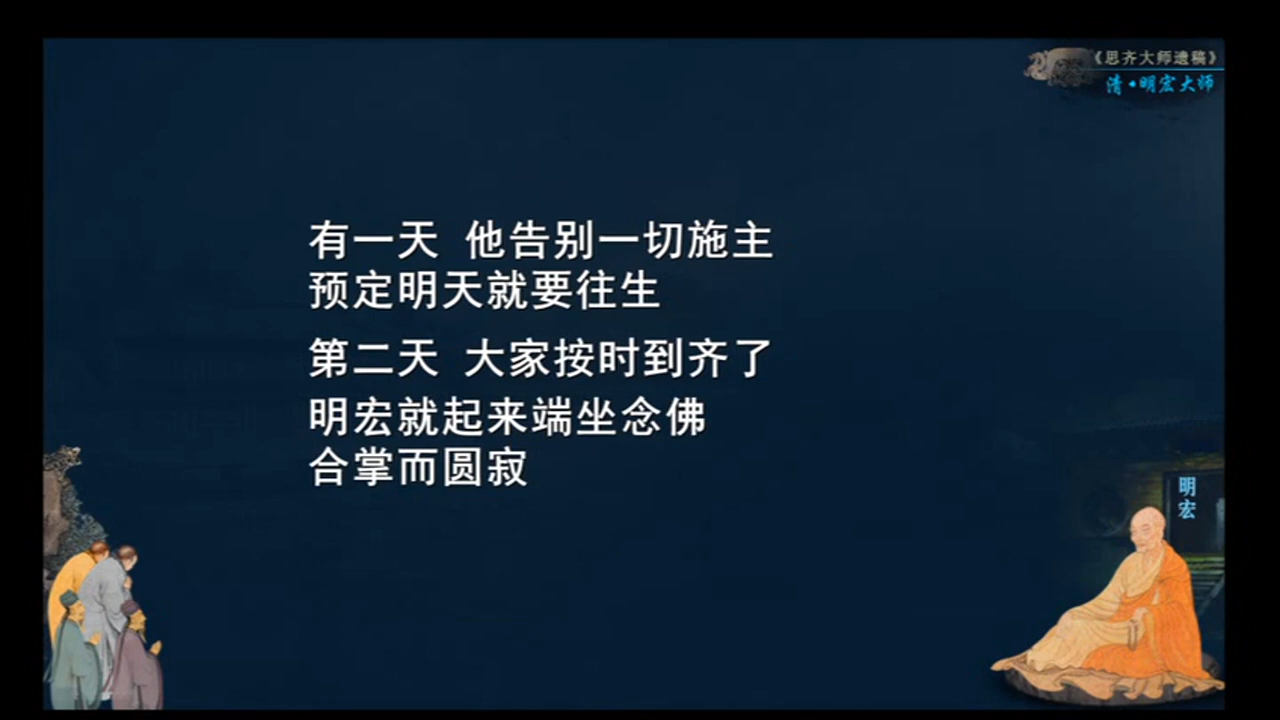 《思齐大师遗稿》
清·明宏大师
有一天 他告别一切施主
预定明天就要往生
第二天 大家按时到齐了
明宏就起来端坐念佛
合掌而圆寂
明宏